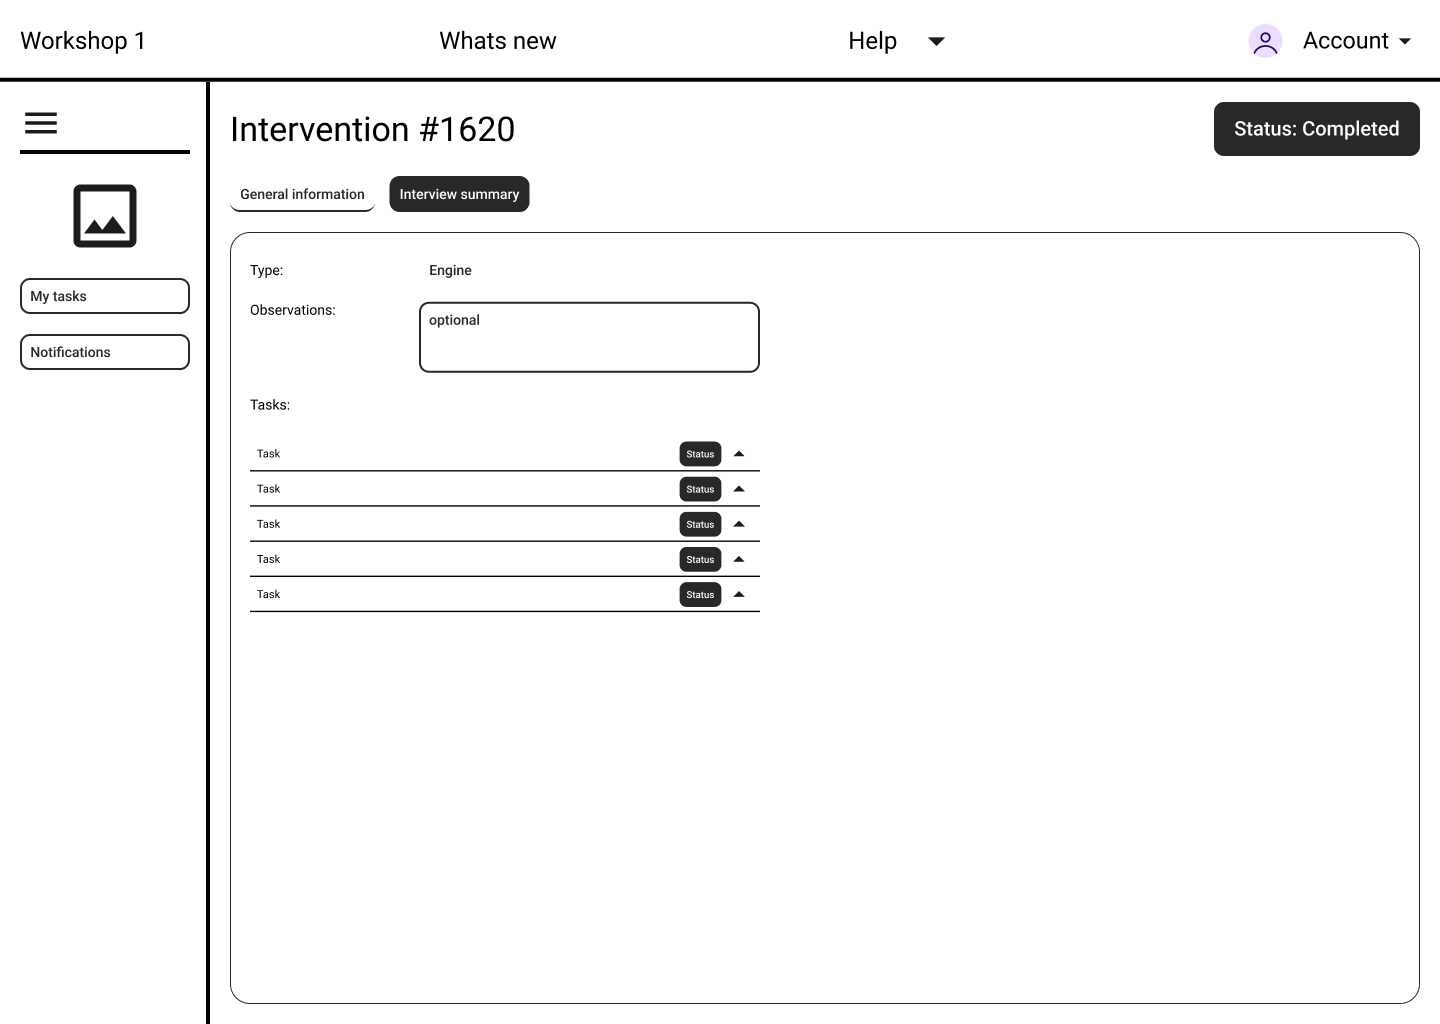 Workshop 1
Whats new
Help
Account
Intervention #1620
Status: Completed
General information
Interview summary
My tasks
Notifications
Type:
Engine
Observations:
optional
Tasks:
Task
Status
Task
Status
Task
Status
Task
Status
Task
Status